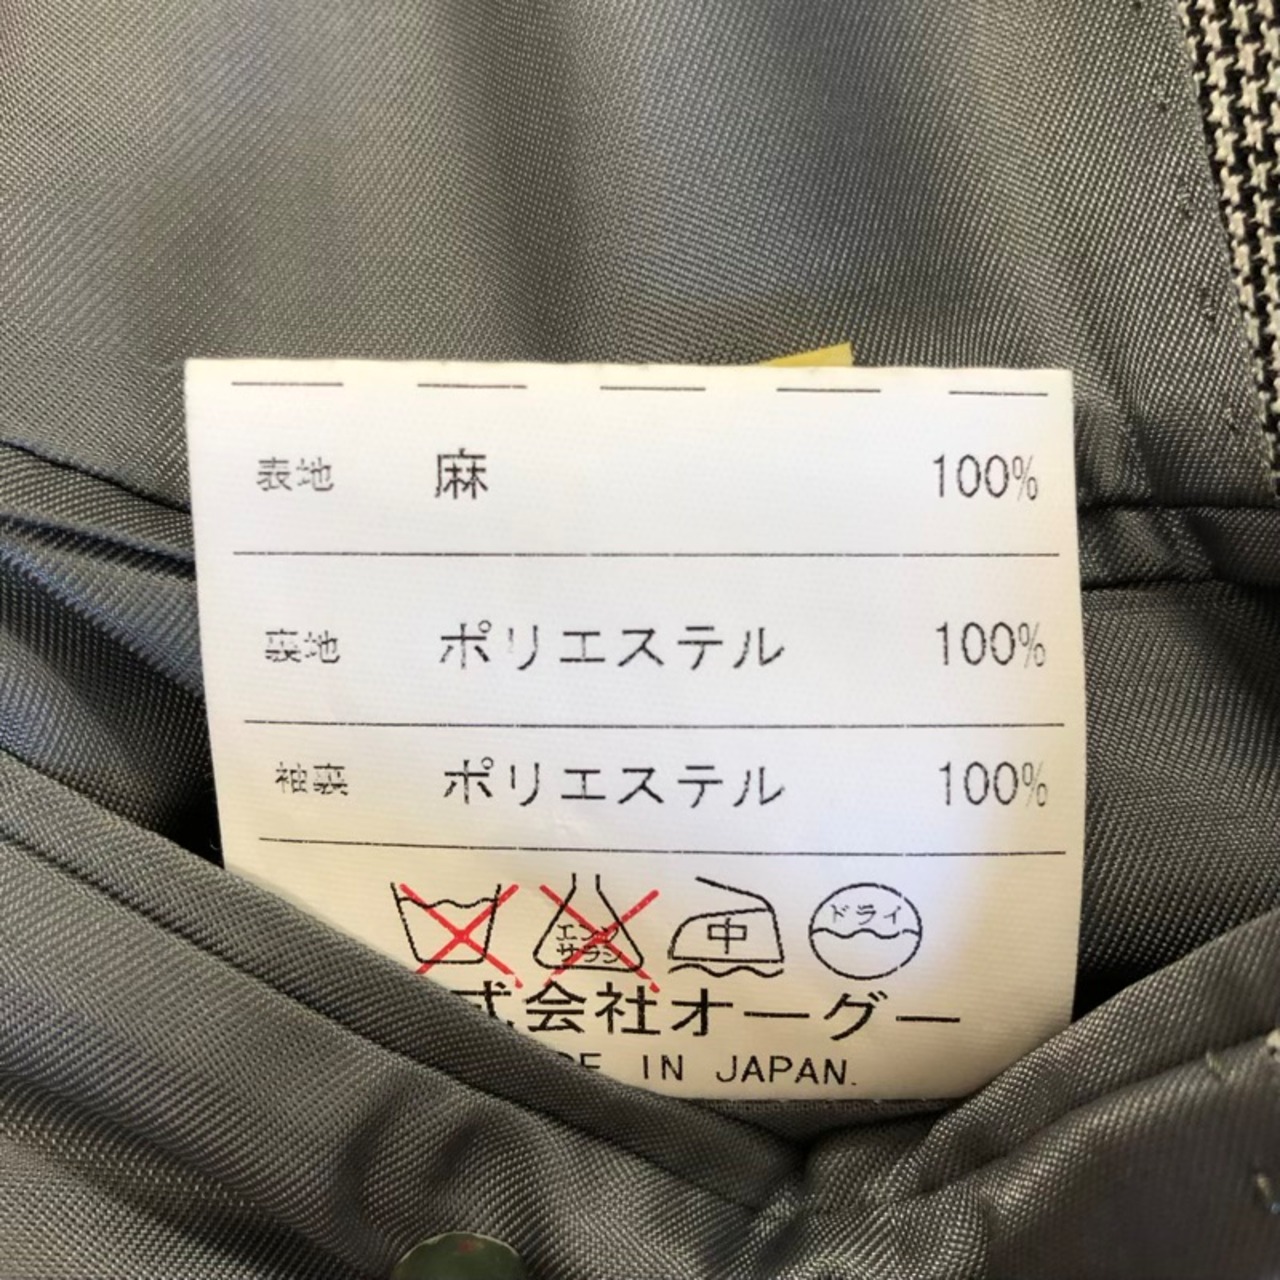 表地 麻 100%
裏地 ポリエステル 100%
袖裏 ポリエステル 100%
エンソ
サラシ
中
ドライ
式会社オーグー
DE IN JAPAN.